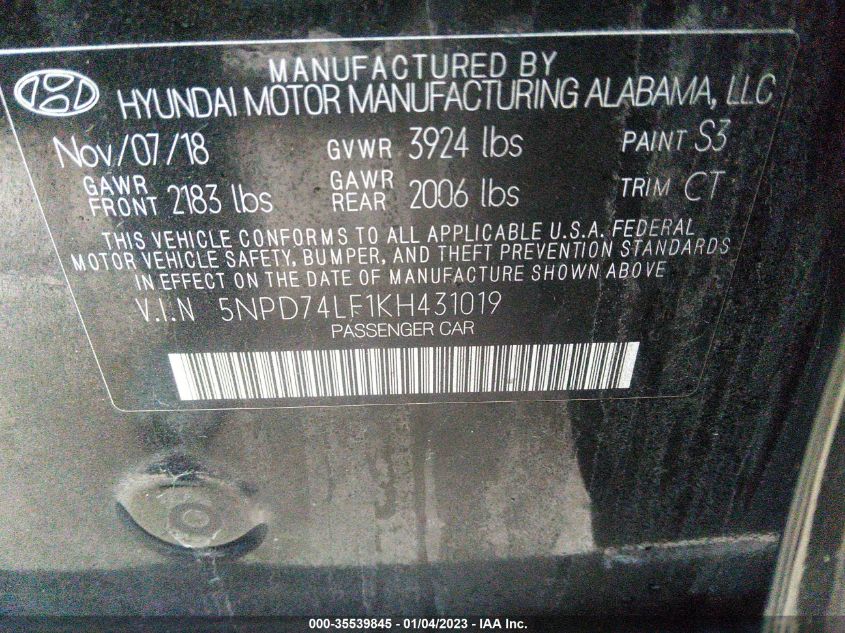 MANUFACTURED BY
HYUNDAI MOTOR MANUFACTURING ALABAMA, LLC
Nov/07/18 GVWR 3924 lbs PAINT S3
GAWR FRONT 2183 lbs GAWR REAR 2006 lbs TRIM CT
THIS VEHICLE CONFORMS TO ALL APPLICABLE U.S.A. FEDERAL
MOTOR VEHICLE SAFETY, BUMPER, AND THEFT PREVENTION STANDARDS
IN EFFECT ON THE DATE OF MANUFACTURE SHOWN ABOVE
V.I.N 5NPD74LF1KH431019
PASSENGER CAR
000-35539845 - 01/04/2023 - IAA Inc.